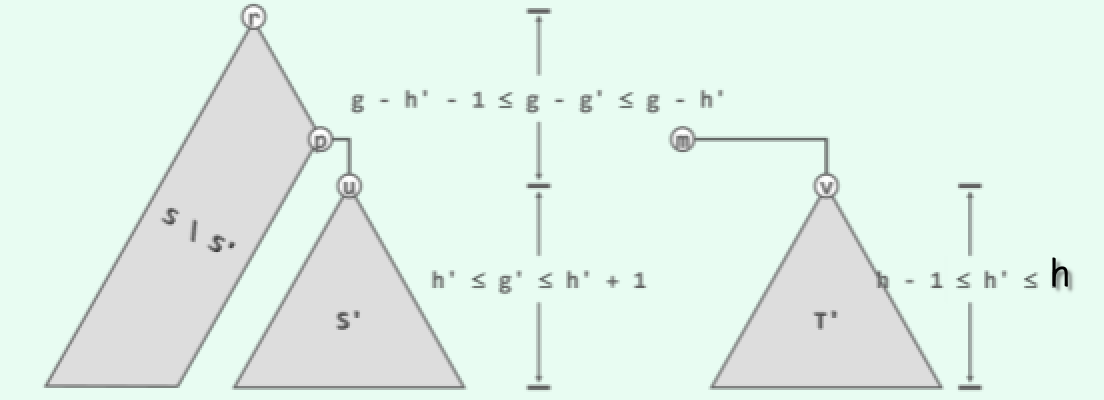 r
g - h' - 1 ≤ g - g' ≤ g - h'
p
m
u
v
S | S'
h' ≤ g' ≤ h' + 1
h - 1 ≤ h' ≤ h
S'
T'